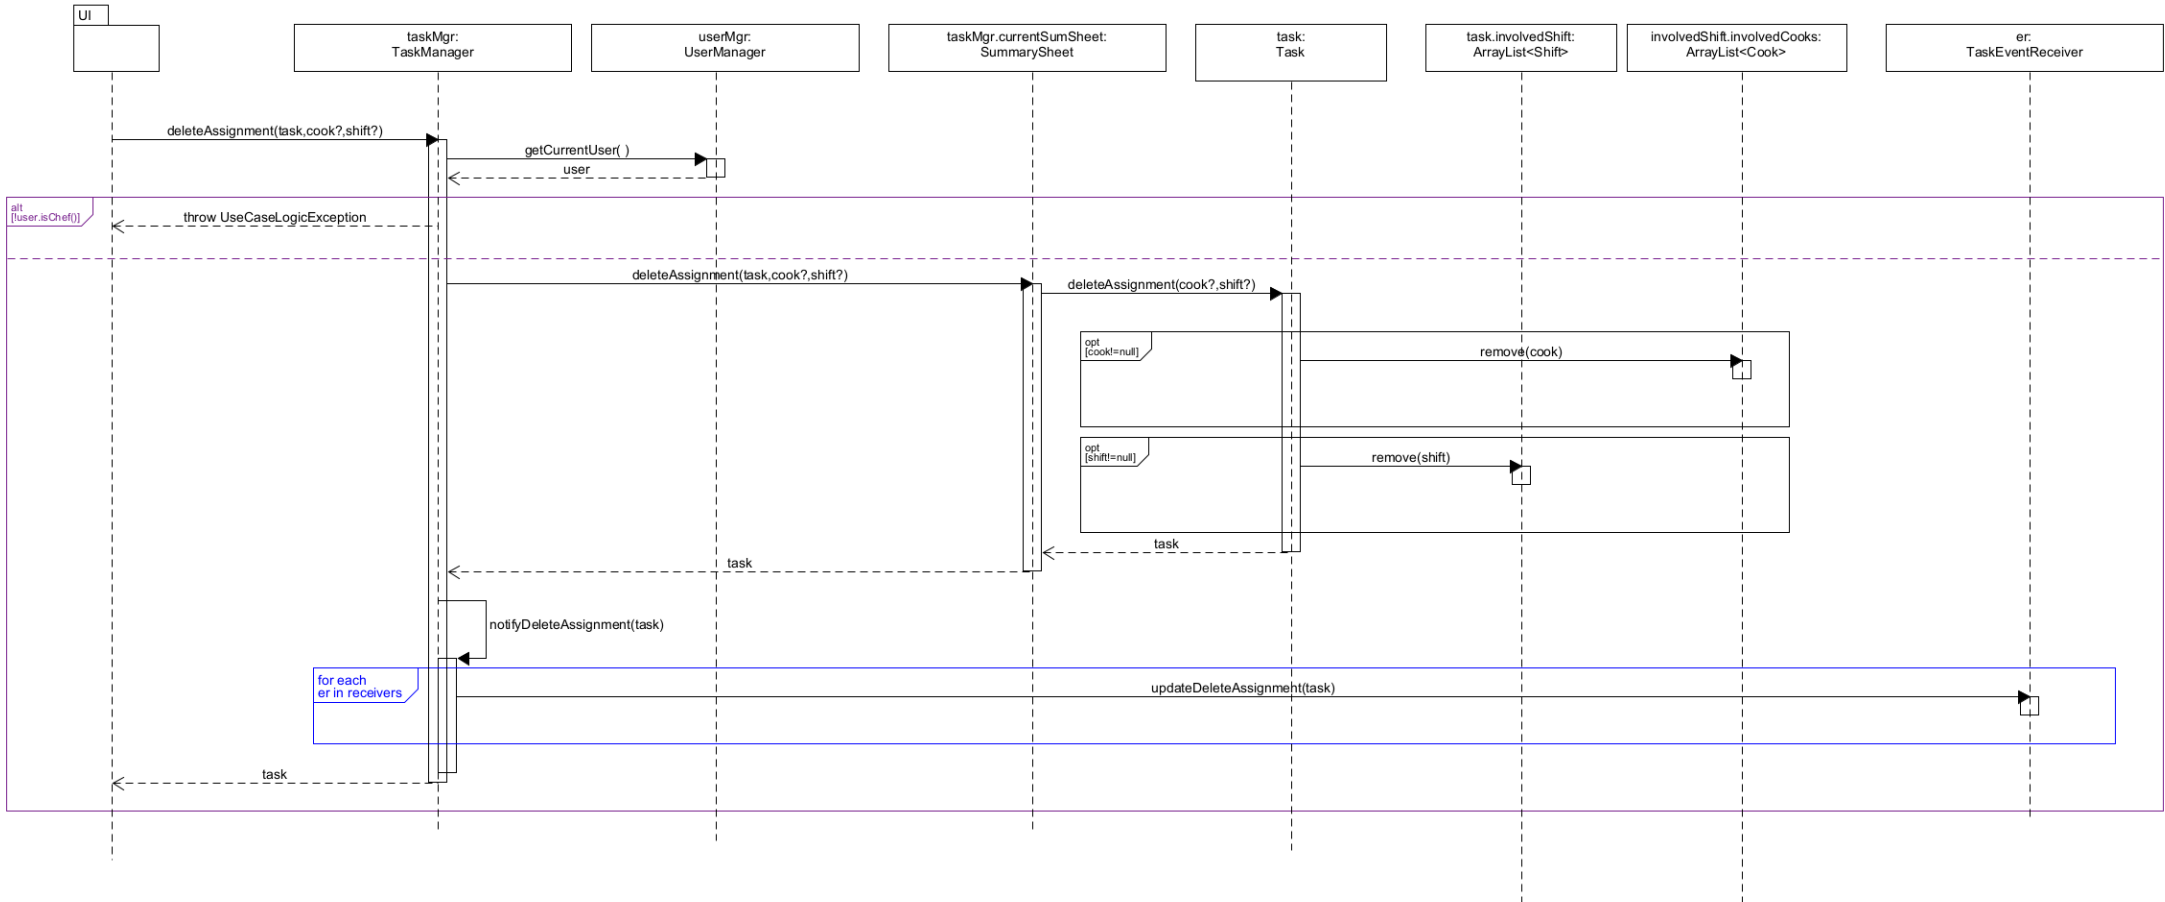 UI
taskMgr:
TaskManager
userMgr:
UserManager
taskMgr.currentSumSheet:
SummarySheet
task:
Task
task.involvedShift:
ArrayList<Shift>
involvedShift.involvedCooks:
ArrayList<Cook>
er:
TaskEventReceiver
deleteAssignment(task,cook?,shift?)
getCurrentUser( )
user
alt
[!user.isChef()]
throw UseCaseLogicException
deleteAssignment(task,cook?,shift?)
deleteAssignment(cook?,shift?)
opt
[cook!=null]
remove(cook)
opt
[shift!=null]
remove(shift)
task
task
notifyDeleteAssignment(task)
for each
er in receivers
updateDeleteAssignment(task)
task